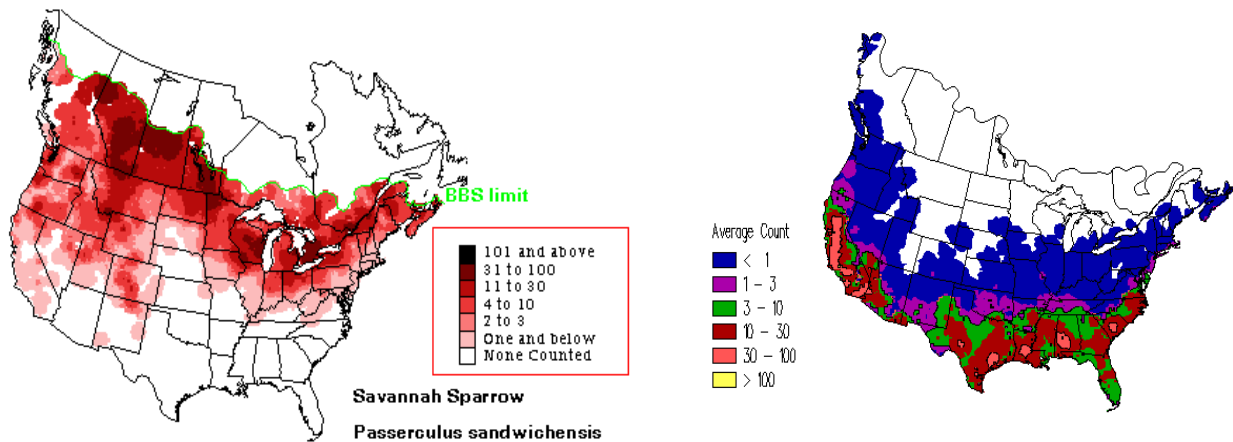 BBS limit
101 and above
31 to 100
11 to 30
4 to 10
2 to 3
One and below
None Counted
Savannah Sparrow
Passerculus sandwichensis
Average Count
< 1
1 - 3
3 - 10
10 - 30
30 - 100
> 100